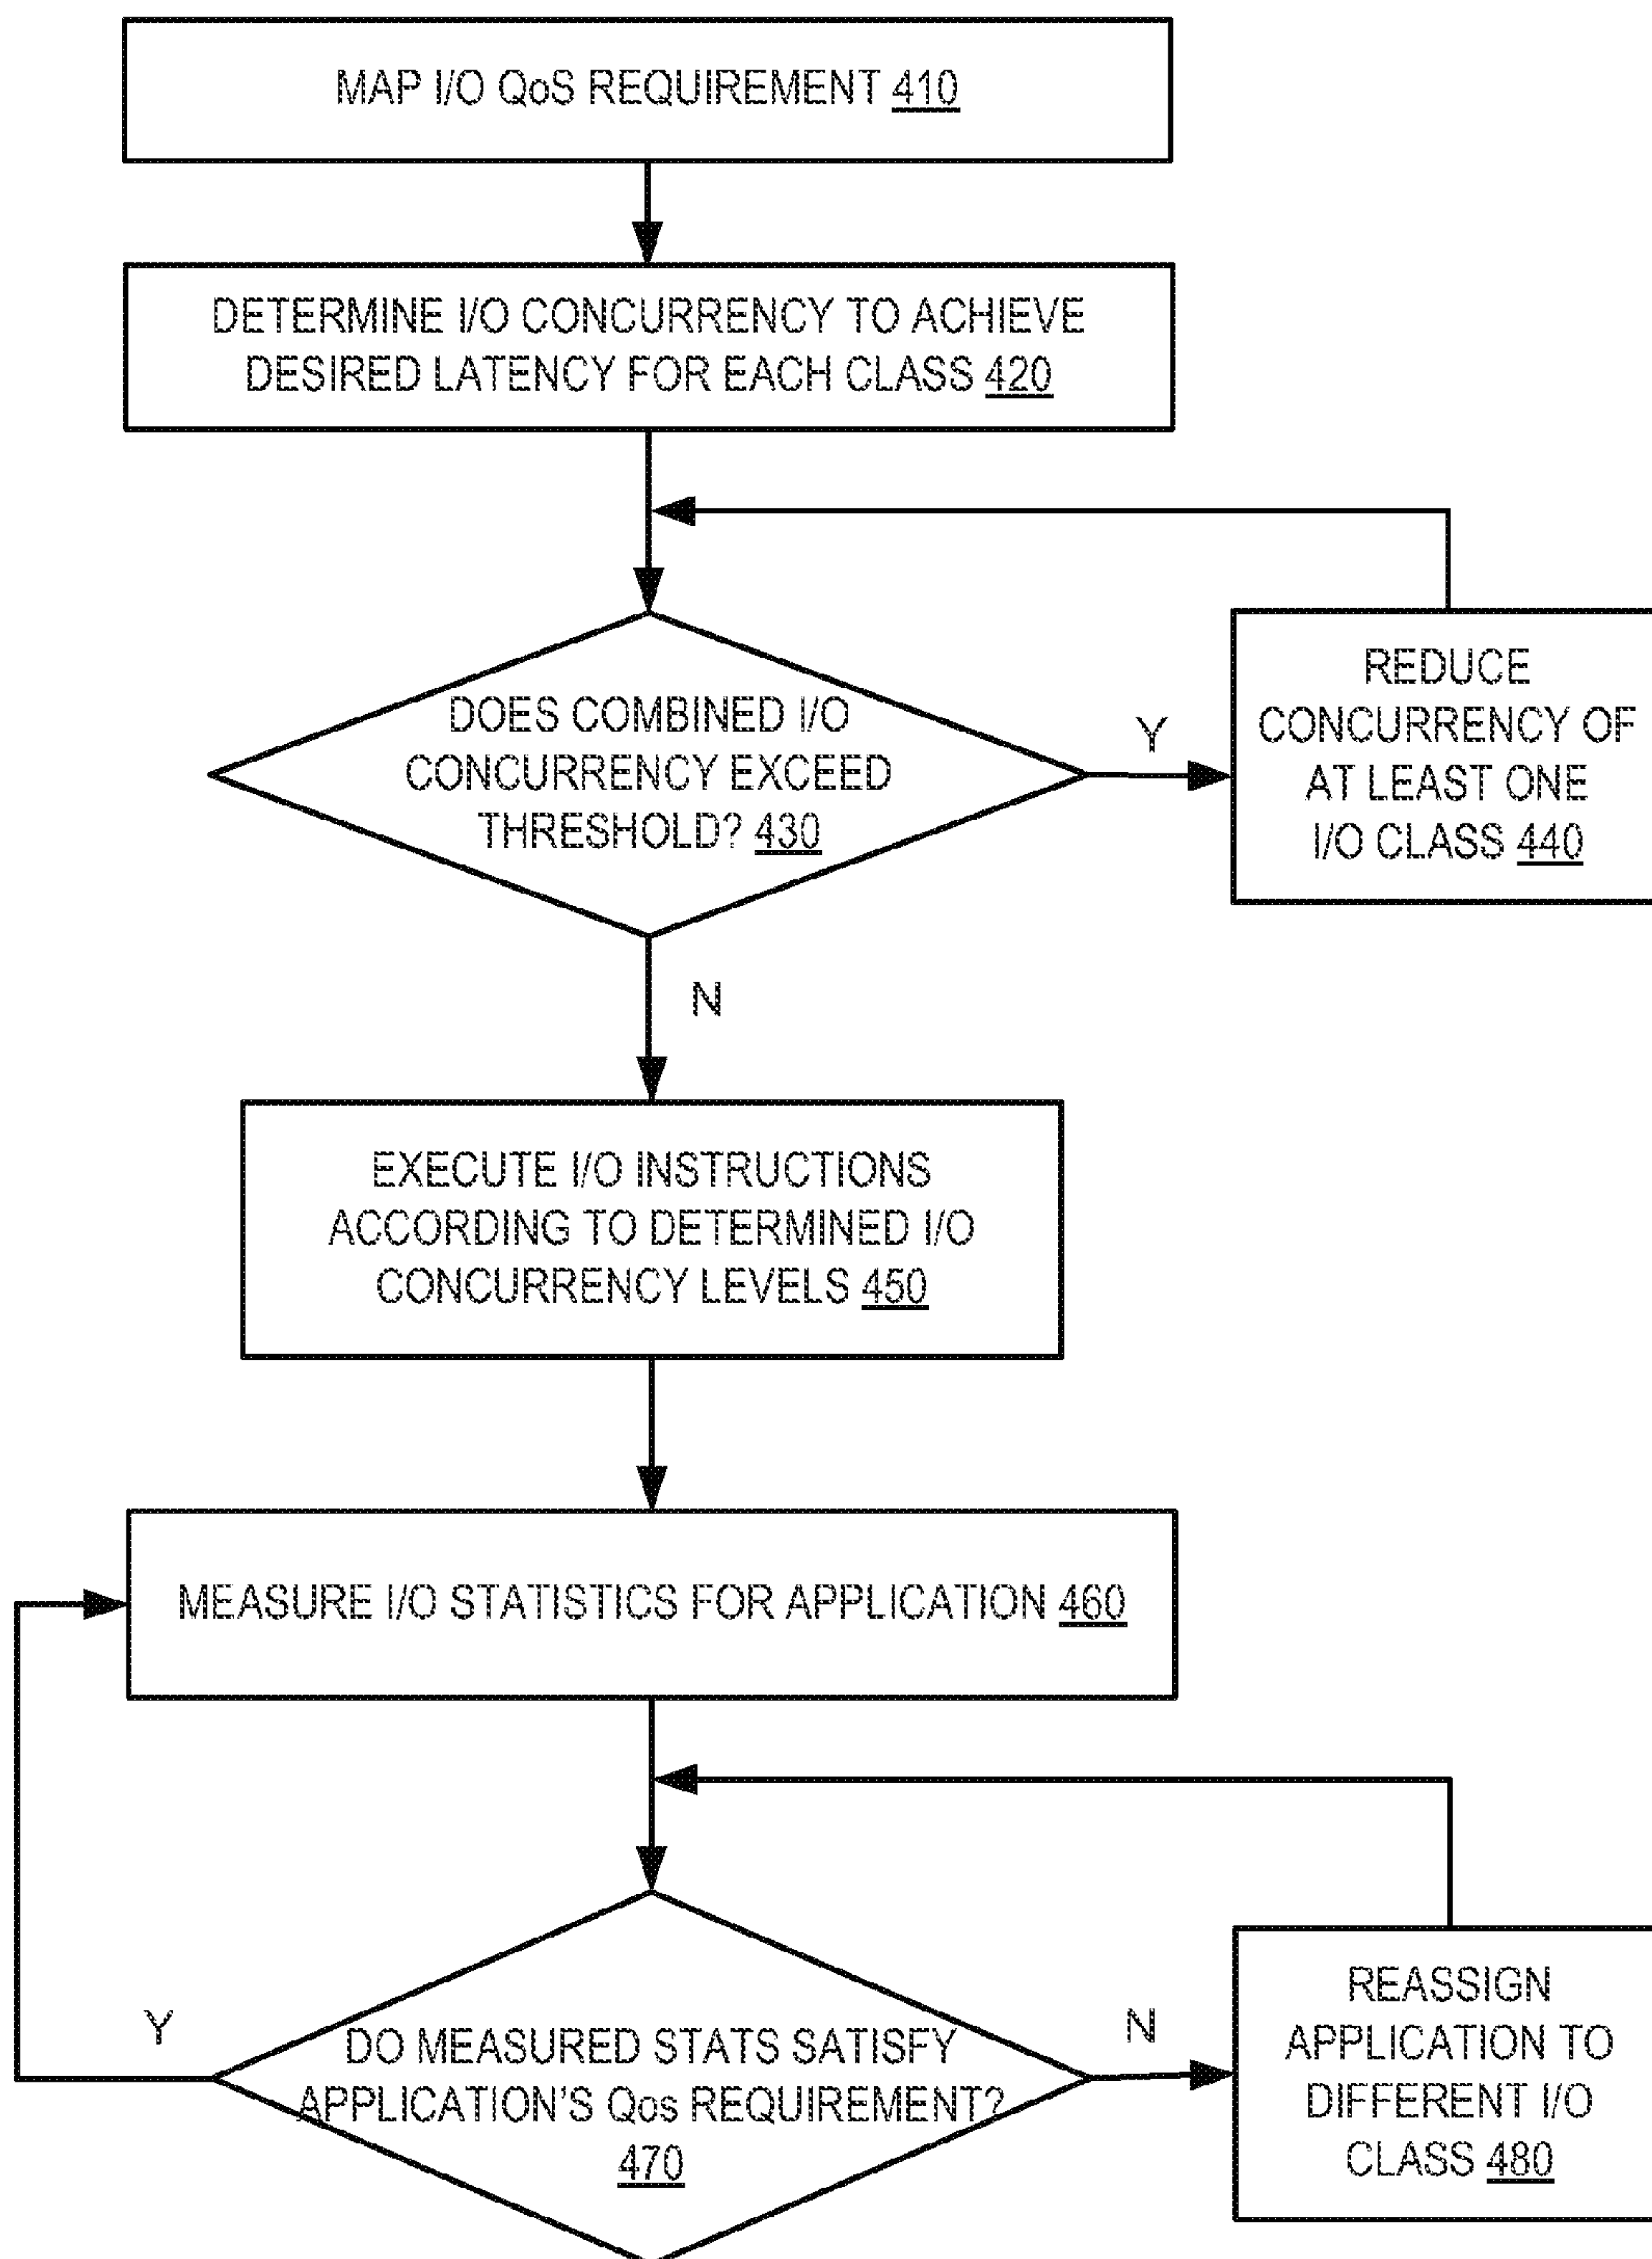 MAP I/O QoS REQUIREMENT 410
DETERMINE I/O CONCURRENCY TO ACHIEVE
DESIRED LATENCY FOR EACH CLASS 420
DOES COMBINED I/O
CONCURRENCY EXCEED
THRESHOLD? 430
Y
REDUCE
CONCURRENCY OF
AT LEAST ONE
I/O CLASS 440
N
EXECUTE I/O INSTRUCTIONS
ACCORDING TO DETERMINED I/O
CONCURRENCY LEVELS 450
MEASURE I/O STATISTICS FOR APPLICATION 460
Y
DO MEASURED STATS SATISFY
APPLICATION'S Qos REQUIREMENT?
470
N
REASSIGN
APPLICATION TO
DIFFERENT I/O
CLASS 480